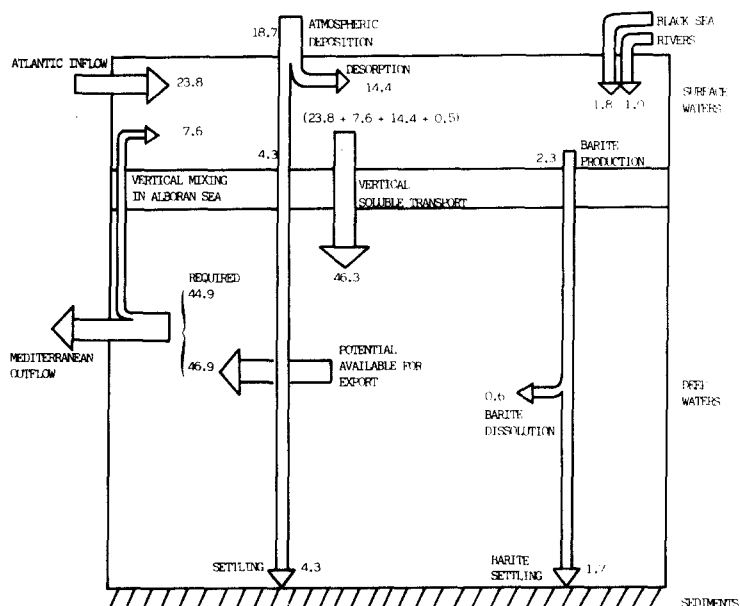 18.7
ATMOSPHERIC
DEPOSITION
BLACK SEA
RIVERS
ATLANTIC INFLOW
23.8
DESORPTION
14.4
1.8
1.0
SURFACE
WATERS
7.6
(23.8 + 7.6 + 14.4 + 0.5)
4.3
2.3
BARITE
PRODUCTION
VERTICAL MIXING
IN ALBORAN SEA
VERTICAL
SOLUBLE TRANSPORT
46.3
REQUIRED
44.9
MEDITERRANEAN
OUTFLOW
46.9
POTENTIAL
AVAILABLE FOR
EXPORT
0.6
BARITE
DISSOLUTION
DEEP
WATERS
SETTLING
4.3
BARITE
SETTLING
1.7
SEDIMENTS